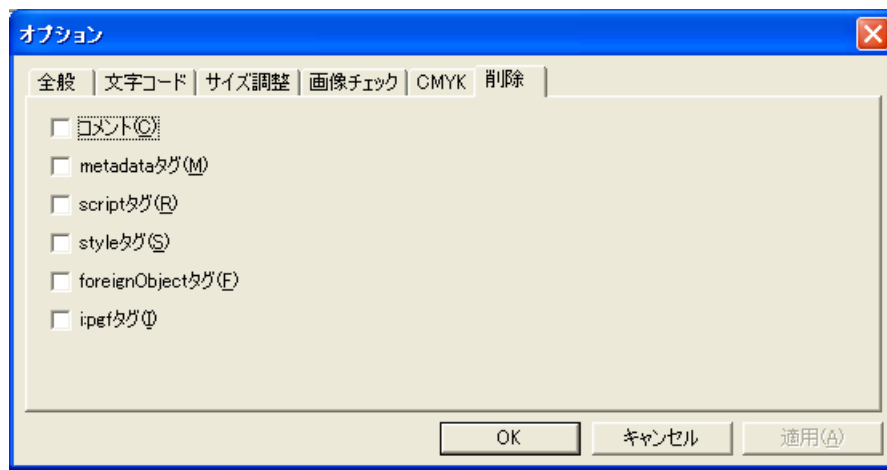 オプション
全般 文字コード サイズ調整 画像チェック CMYK 削除
コメント(C)
metadataタグ(M)
scriptタグ(R)
styleタグ(S)
foreignObjectタグ(F)
i:pgfタグ(I)
OK キャンセル 適用(A)